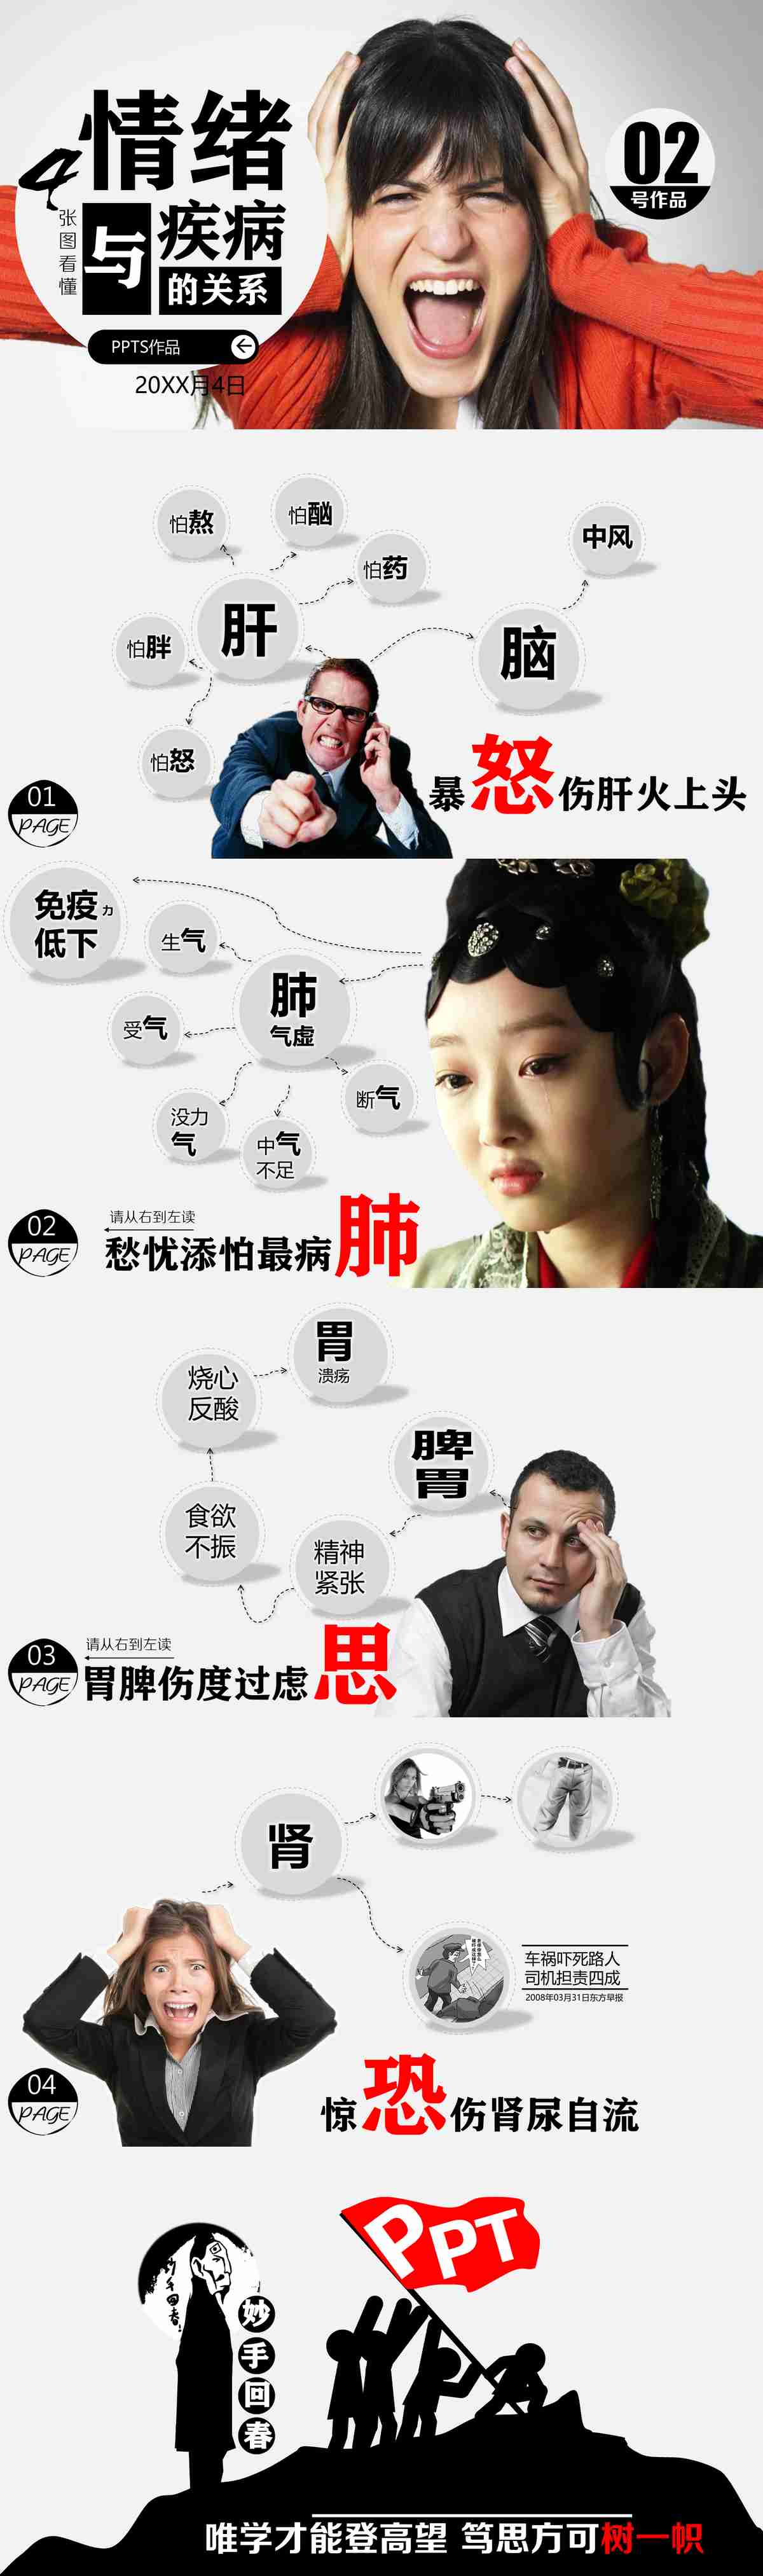 4
张图看懂
情绪
与
疾病
的关系
PPTS作品
20XX月4日
02
号作品
怕熬
怕酗
怕药
怕胖
怕怒
肝
脑
中风
暴怒伤肝火上头
01
PAGE
免疫力
低下
生气
受气
没力
气
中气
不足
断气
肺
气虚
请从右到左读
愁忧添怕最病肺
02
PAGE
胃
溃疡
烧心
反酸
食欲
不振
精神
紧张
脾
胃
请从右到左读
胃脾伤度过虑思
03
PAGE
肾
车祸吓死路人
司机担责四成
2008年03月31日东方早报
惊恐伤肾尿自流
04
PAGE
妙手回春
妙手回春
PPT
唯学才能登高望 笃思方可树一帜